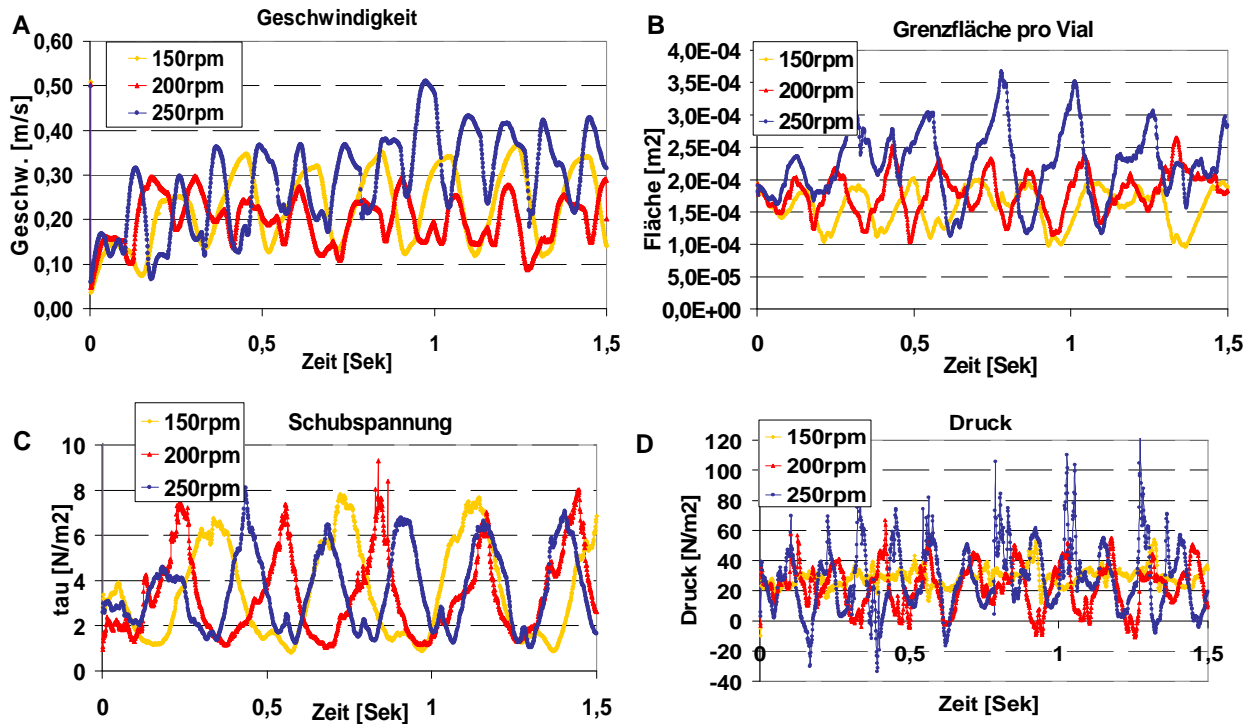 A
Geschwindigkeit
Geschw. [m/s]
0,60
0,50
0,40
0,30
0,20
0,10
0,00
150rpm
200rpm
250rpm
0
0,5
1
1,5
Zeit [Sek]
B
Grenzfläche pro Vial
Fläche [m2]
4,0E-04
3,5E-04
3,0E-04
2,5E-04
2,0E-04
1,5E-04
1,0E-04
5,0E-05
0,0E+00
150rpm
200rpm
250rpm
0
0,5
1
1,5
Zeit [Sek]
C
Schubspannung
tau [N/m2]
10
8
6
4
2
0
150rpm
200rpm
250rpm
0
0,5
1
1,5
Zeit [Sek]
D
Druck
Druck [N/m2]
120
100
80
60
40
20
0
-20
-40
150rpm
200rpm
250rpm
0
0,5
1
1,5
Zeit [Sek]